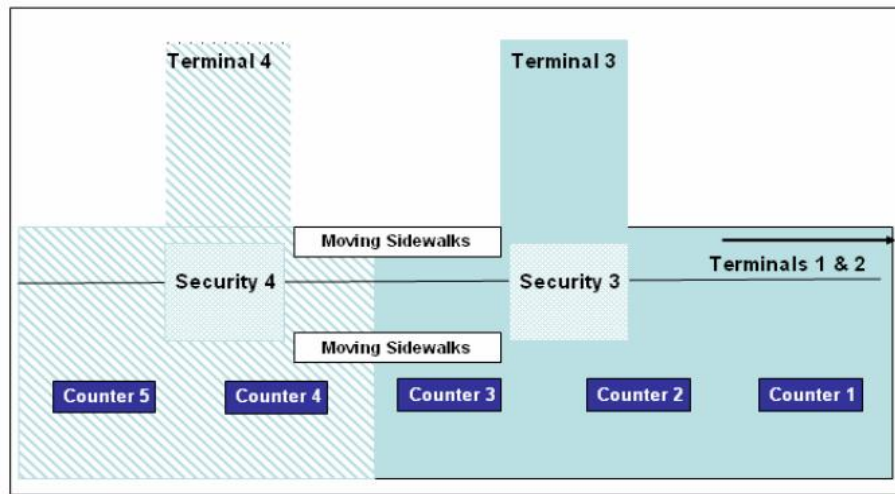 Terminal 4
Terminal 3
Moving Sidewalks
Terminals 1 & 2
Security 4
Security 3
Moving Sidewalks
Counter 5
Counter 4
Counter 3
Counter 2
Counter 1